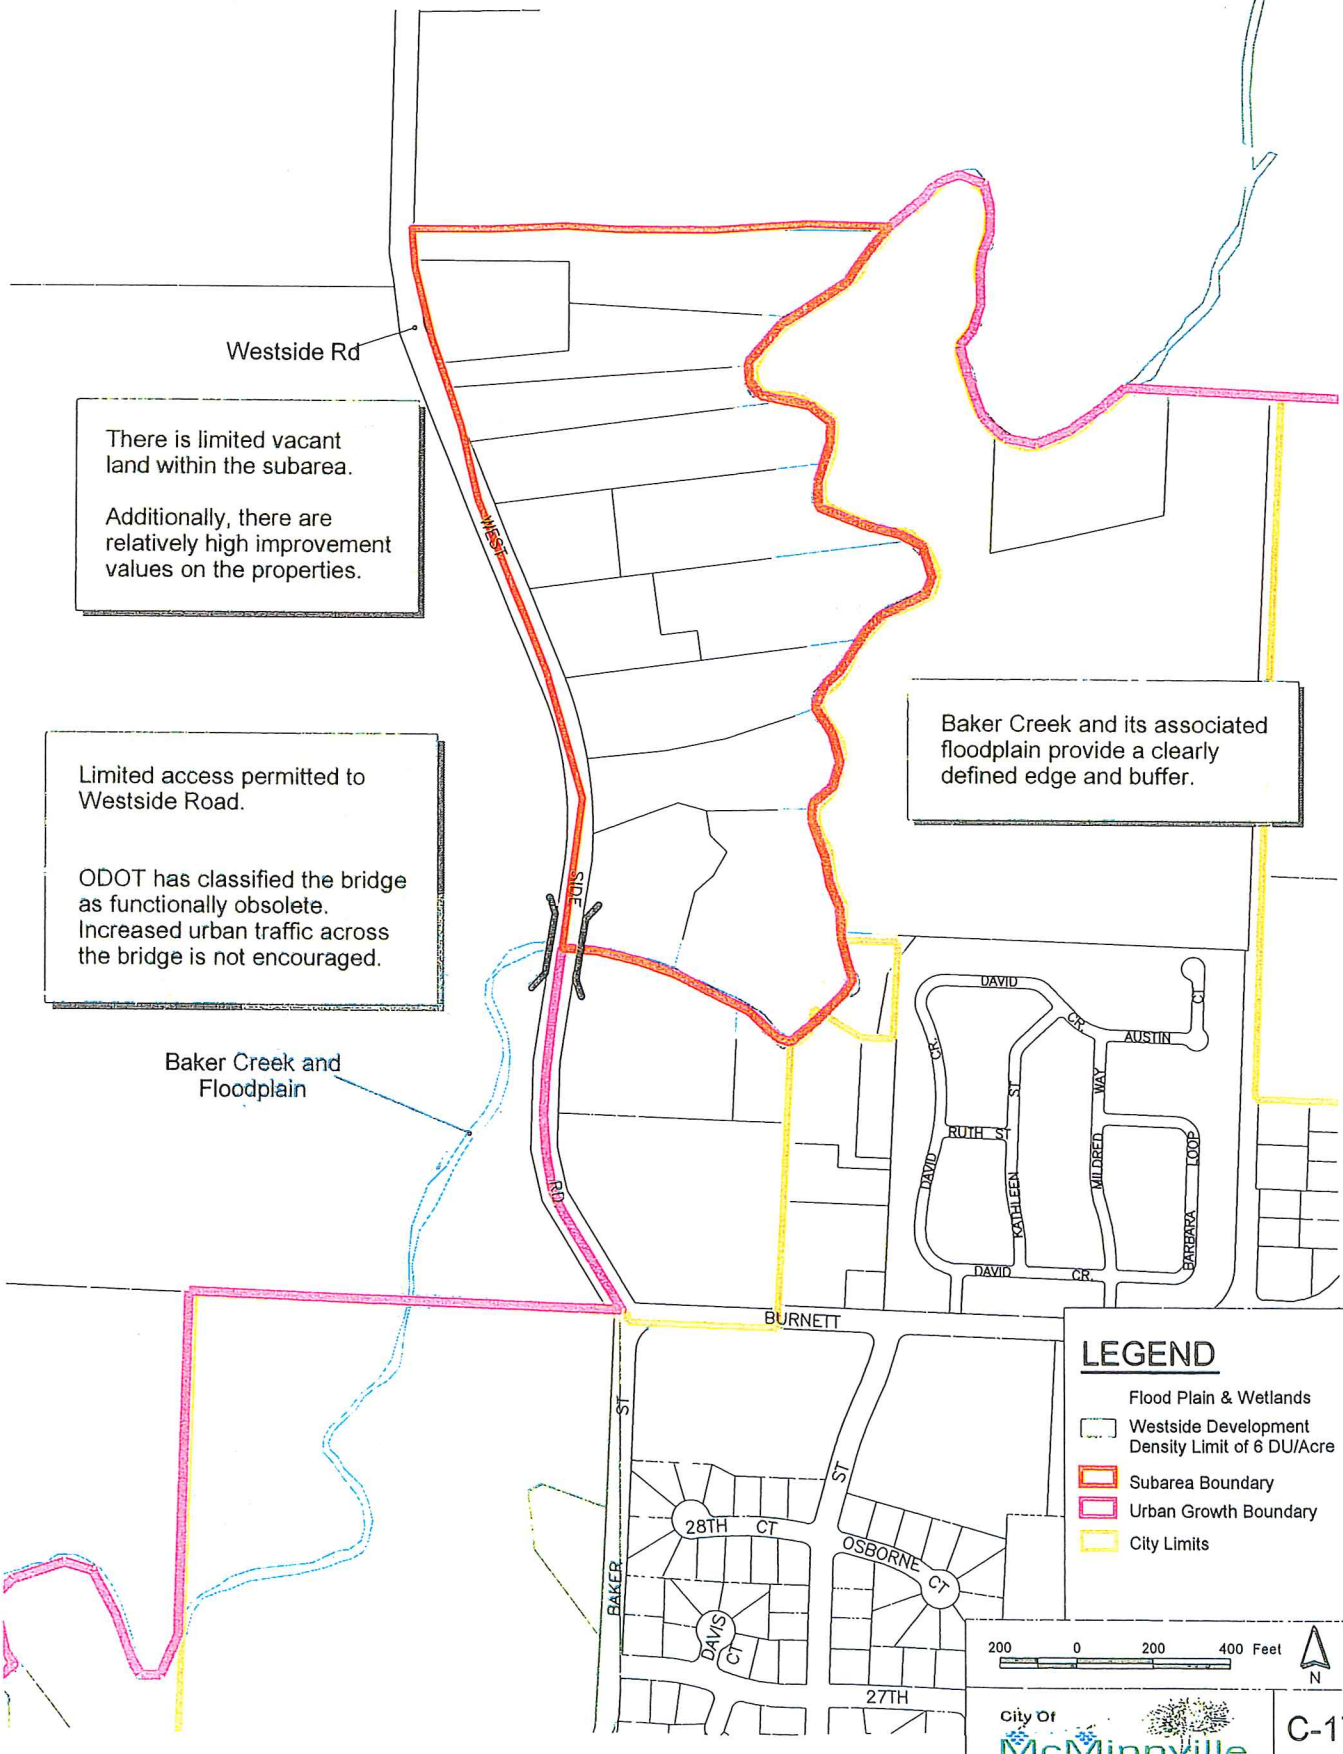 Westside Rd
There is limited vacant
land within the subarea.
Additionally, there are
relatively high improvement
values on the properties.
WEST
Baker Creek and its associated
floodplain provide a clearly
defined edge and buffer.
Limited access permitted to
Westside Road.
ODOT has classified the bridge
as functionally obsolete.
Increased urban traffic across
the bridge is not encouraged.
SIDE
Baker Creek and
Floodplain
RD
DAVID
CR.
CR.
AUSTIN
CT
ST
WAY
RUTH ST
DAVID
KATHLEEN
MILDRED
LOOP
BARBARA
DAVID CR.
BURNETT
ST
BAKER
ST
28TH CT
OSBORNE CT
DAVIS CT
27TH
LEGEND
Flood Plain & Wetlands
Westside Development
Density Limit of 6 DU/Acre
Subarea Boundary
Urban Growth Boundary
City Limits
200 0 200 400 Feet
N
City Of
McMinnville